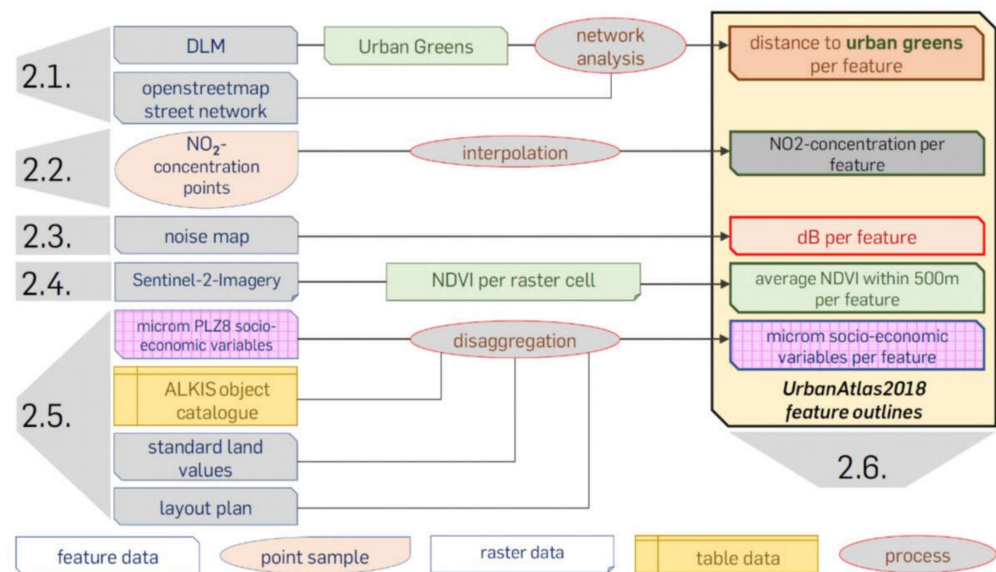 2.1.
DLM
Urban Greens
network
analysis
distance to urban greens
per feature
openstreetmap
street network
2.2.
NO₂-
concentration
points
interpolation
NO2-concentration per
feature
2.3.
noise map
dB per feature
2.4.
Sentinel-2-Imagery
NDVI per raster cell
average NDVI within 500m
per feature
2.5.
microm PLZ8 socio-
economic variables
disaggregation
microm socio-economic
variables per feature
ALKIS object
catalogue
UrbanAtlas2018
feature outlines
standard land
values
2.6.
layout plan
feature data
point sample
raster data
table data
process